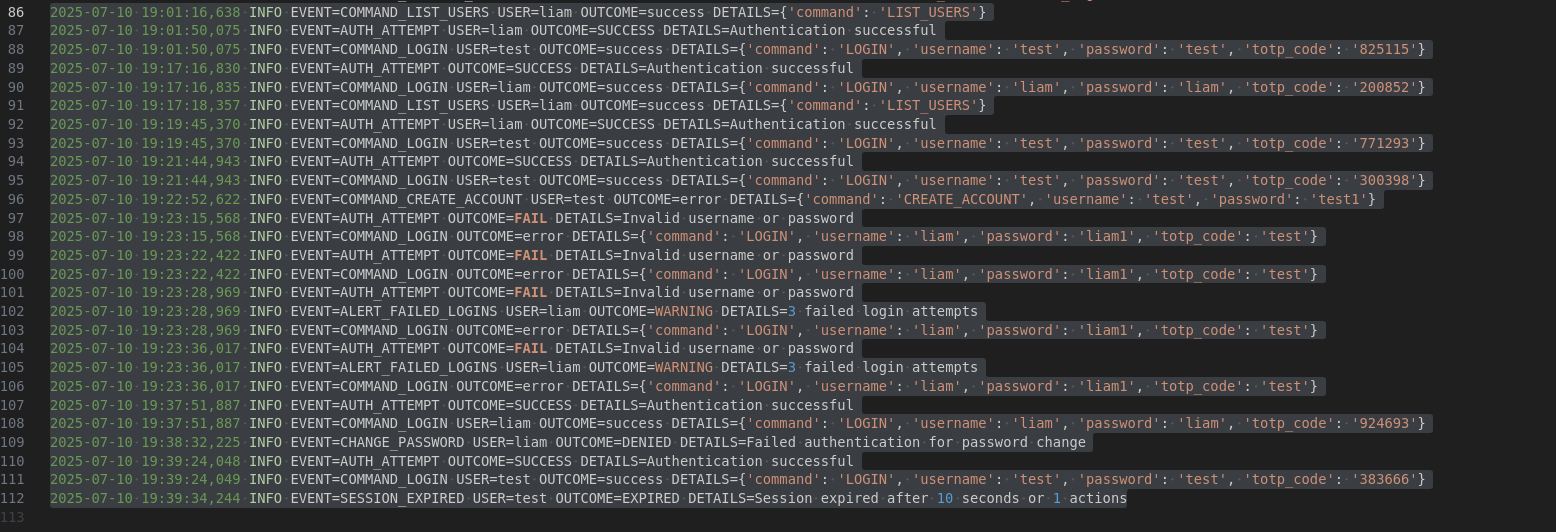 86 2025-07-10 19:01:16,638 INFO EVENT=COMMAND_LIST_USERS USER=liam OUTCOME=success DETAILS={'command': 'LIST_USERS'}
87 2025-07-10 19:01:50,075 INFO EVENT=AUTH_ATTEMPT USER=liam OUTCOME=SUCCESS DETAILS=Authentication successful
88 2025-07-10 19:01:50,075 INFO EVENT=COMMAND_LOGIN USER=test OUTCOME=success DETAILS={'command': 'LOGIN', 'username': 'test', 'password': 'test', 'totp_code': '825115'}
89 2025-07-10 19:17:16,830 INFO EVENT=AUTH_ATTEMPT OUTCOME=SUCCESS DETAILS=Authentication successful
90 2025-07-10 19:17:16,835 INFO EVENT=COMMAND_LOGIN USER=liam OUTCOME=success DETAILS={'command': 'LOGIN', 'username': 'liam', 'password': 'liam', 'totp_code': '200852'}
91 2025-07-10 19:17:18,357 INFO EVENT=COMMAND_LIST_USERS USER=liam OUTCOME=success DETAILS={'command': 'LIST_USERS'}
92 2025-07-10 19:19:45,370 INFO EVENT=AUTH_ATTEMPT USER=liam OUTCOME=SUCCESS DETAILS=Authentication successful
93 2025-07-10 19:19:45,370 INFO EVENT=COMMAND_LOGIN USER=test OUTCOME=success DETAILS={'command': 'LOGIN', 'username': 'test', 'password': 'test', 'totp_code': '771293'}
94 2025-07-10 19:21:44,943 INFO EVENT=AUTH_ATTEMPT OUTCOME=SUCCESS DETAILS=Authentication successful
95 2025-07-10 19:21:44,943 INFO EVENT=COMMAND_LOGIN USER=test OUTCOME=success DETAILS={'command': 'LOGIN', 'username': 'test', 'password': 'test', 'totp_code': '300398'}
96 2025-07-10 19:22:52,622 INFO EVENT=COMMAND_CREATE_ACCOUNT USER=test OUTCOME=error DETAILS={'command': 'CREATE_ACCOUNT', 'username': 'test', 'password': 'test1'}
97 2025-07-10 19:23:15,568 INFO EVENT=AUTH_ATTEMPT OUTCOME=FAIL DETAILS=Invalid username or password
98 2025-07-10 19:23:15,568 INFO EVENT=COMMAND_LOGIN OUTCOME=error DETAILS={'command': 'LOGIN', 'username': 'liam', 'password': 'liam1', 'totp_code': 'test'}
99 2025-07-10 19:23:22,422 INFO EVENT=AUTH_ATTEMPT OUTCOME=FAIL DETAILS=Invalid username or password
100 2025-07-10 19:23:22,422 INFO EVENT=COMMAND_LOGIN OUTCOME=error DETAILS={'command': 'LOGIN', 'username': 'liam', 'password': 'liam1', 'totp_code': 'test'}
101 2025-07-10 19:23:28,969 INFO EVENT=AUTH_ATTEMPT OUTCOME=FAIL DETAILS=Invalid username or password
102 2025-07-10 19:23:28,969 INFO EVENT=ALERT_FAILED_LOGINS USER=liam OUTCOME=WARNING DETAILS=3 failed login attempts
103 2025-07-10 19:23:28,969 INFO EVENT=COMMAND_LOGIN OUTCOME=error DETAILS={'command': 'LOGIN', 'username': 'liam', 'password': 'liam1', 'totp_code': 'test'}
104 2025-07-10 19:23:36,017 INFO EVENT=AUTH_ATTEMPT OUTCOME=FAIL DETAILS=Invalid username or password
105 2025-07-10 19:23:36,017 INFO EVENT=ALERT_FAILED_LOGINS USER=liam OUTCOME=WARNING DETAILS=3 failed login attempts
106 2025-07-10 19:23:36,017 INFO EVENT=COMMAND_LOGIN OUTCOME=error DETAILS={'command': 'LOGIN', 'username': 'liam', 'password': 'liam1', 'totp_code': 'test'}
107 2025-07-10 19:37:51,887 INFO EVENT=AUTH_ATTEMPT OUTCOME=SUCCESS DETAILS=Authentication successful
108 2025-07-10 19:37:51,887 INFO EVENT=COMMAND_LOGIN USER=liam OUTCOME=success DETAILS={'command': 'LOGIN', 'username': 'liam', 'password': 'liam', 'totp_code': '924693'}
109 2025-07-10 19:38:32,225 INFO EVENT=CHANGE_PASSWORD USER=liam OUTCOME=DENIED DETAILS=Failed authentication for password change
110 2025-07-10 19:39:24,048 INFO EVENT=AUTH_ATTEMPT OUTCOME=SUCCESS DETAILS=Authentication successful
111 2025-07-10 19:39:24,049 INFO EVENT=COMMAND_LOGIN USER=test OUTCOME=success DETAILS={'command': 'LOGIN', 'username': 'test', 'password': 'test', 'totp_code': '383666'}
112 2025-07-10 19:39:34,244 INFO EVENT=SESSION_EXPIRED USER=test OUTCOME=EXPIRED DETAILS=Session expired after 10 seconds or 1 actions
113